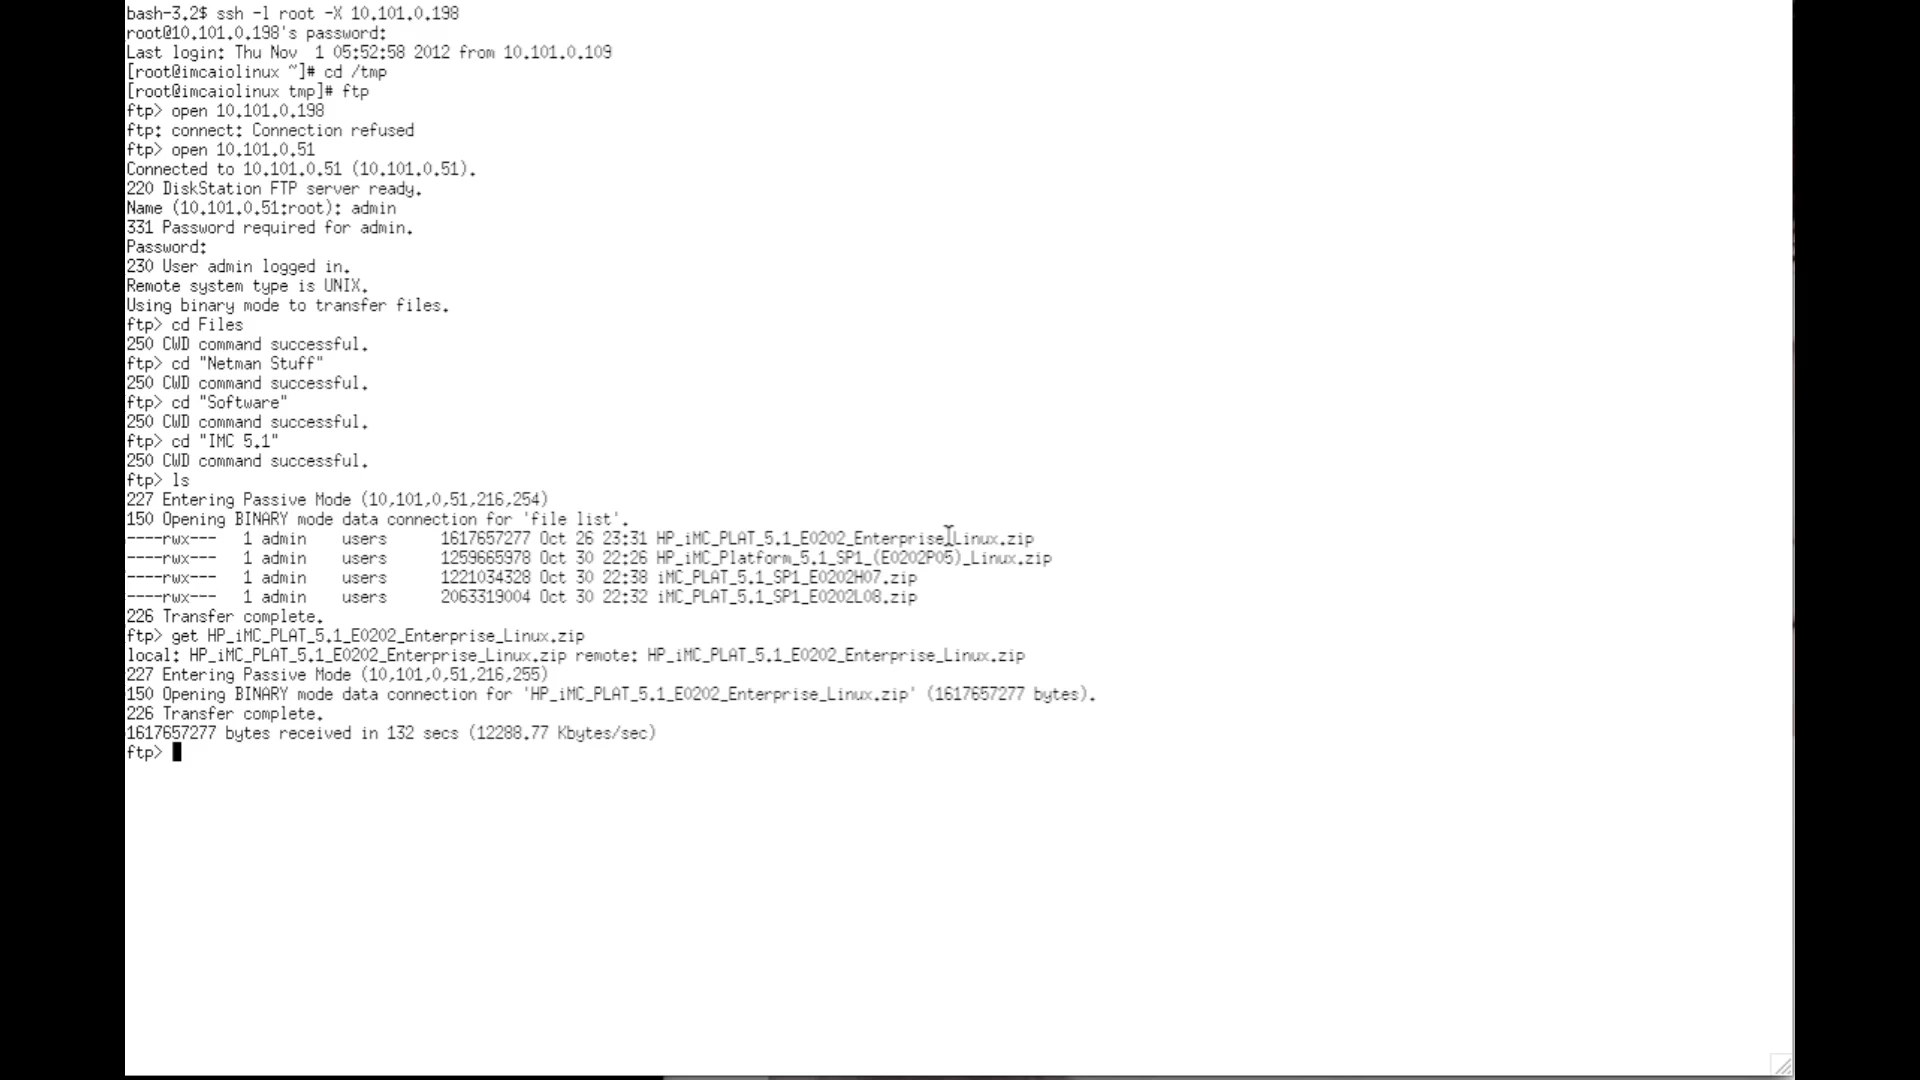 bash-3.2$ ssh -l root -X 10.101.0.198
root@10.101.0.198's password:
Last login: Thu Nov  1 05:52:58 2012 from 10.101.0.109
[root@imcaiolinux ~]# cd /tmp
[root@imcaiolinux tmp]# ftp
ftp> open 10.101.0.198
ftp: connect: Connection refused
ftp> open 10.101.0.51
Connected to 10.101.0.51 (10.101.0.51).
220 DiskStation FTP server ready.
Name (10.101.0.51:root): admin
331 Password required for admin.
Password:
230 User admin logged in.
Remote system type is UNIX.
Using binary mode to transfer files.
ftp> cd Files
250 CWD command successful.
ftp> cd "Netman Stuff"
250 CWD command successful.
ftp> cd "Software"
250 CWD command successful.
ftp> cd "IMC 5.1"
250 CWD command successful.
ftp> ls
227 Entering Passive Mode (10,101,0,51,216,254)
150 Opening BINARY mode data connection for 'file list'.
----rwx---   1 admin    users      1617657277 Oct 26 23:31 HP_iMC_PLAT_5.1_E0202_Enterprise_Linux.zip
----rwx---   1 admin    users      1259665978 Oct 30 22:26 HP_iMC_Platform_5.1_SP1_(E0202P05)_Linux.zip
----rwx---   1 admin    users      1221034328 Oct 30 22:38 iMC_PLAT_5.1_SP1_E0202H07.zip
----rwx---   1 admin    users      2063319004 Oct 30 22:32 iMC_PLAT_5.1_SP1_E0202L08.zip
226 Transfer complete.
ftp> get HP_iMC_PLAT_5.1_E0202_Enterprise_Linux.zip
local: HP_iMC_PLAT_5.1_E0202_Enterprise_Linux.zip remote: HP_iMC_PLAT_5.1_E0202_Enterprise_Linux.zip
227 Entering Passive Mode (10,101,0,51,216,255)
150 Opening BINARY mode data connection for 'HP_iMC_PLAT_5.1_E0202_Enterprise_Linux.zip' (1617657277 bytes).
226 Transfer complete.
1617657277 bytes received in 132 secs (12288.77 Kbytes/sec)
ftp>